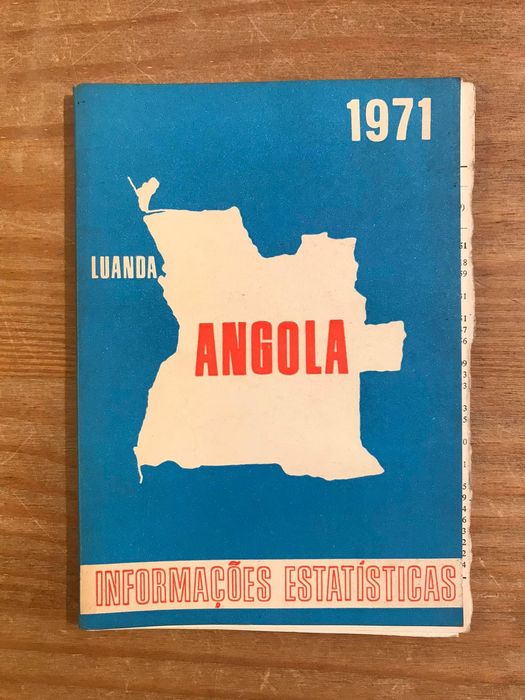 1971
LUANDA
ANGOLA
INFORMAÇÕES ESTATÍSTICAS